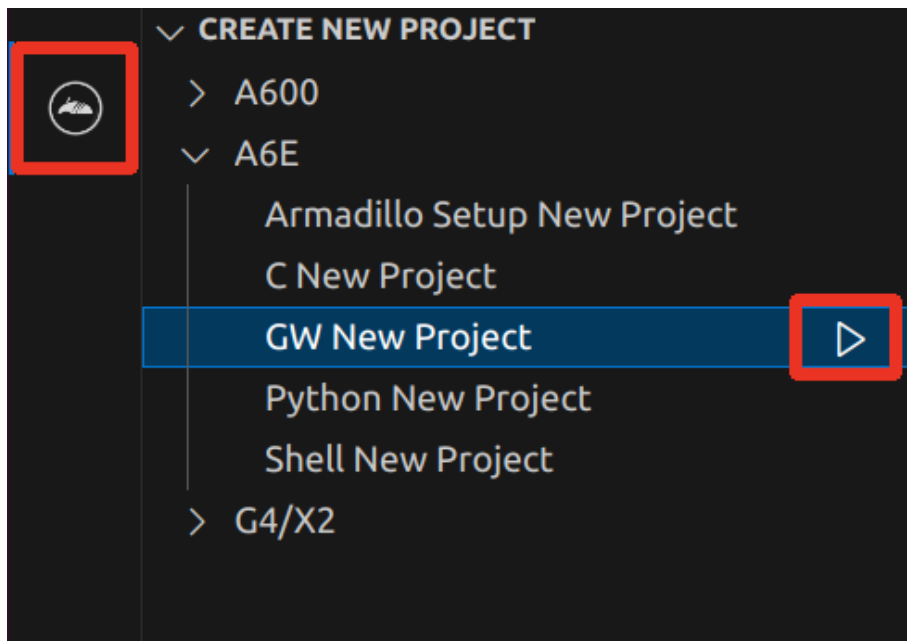 CREATE NEW PROJECT
A600
A6E
Armadillo Setup New Project
C New Project
GW New Project
Python New Project
Shell New Project
G4/X2